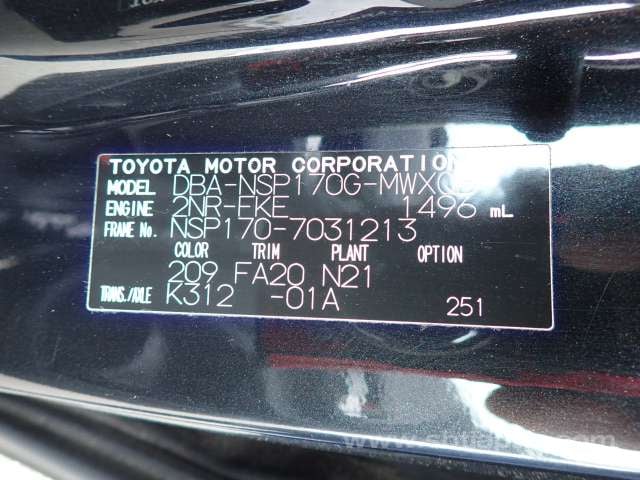 TOYOTA MOTOR CORPORATION
MODEL DBA-NSP170G-MWXQB
ENGINE 2NR-FKE 1496 mL
FRAME No. NSP170-7031213
COLOR TRIM PLANT OPTION
209 FA20 N21
TRANS./AXLE K312 -01A
251